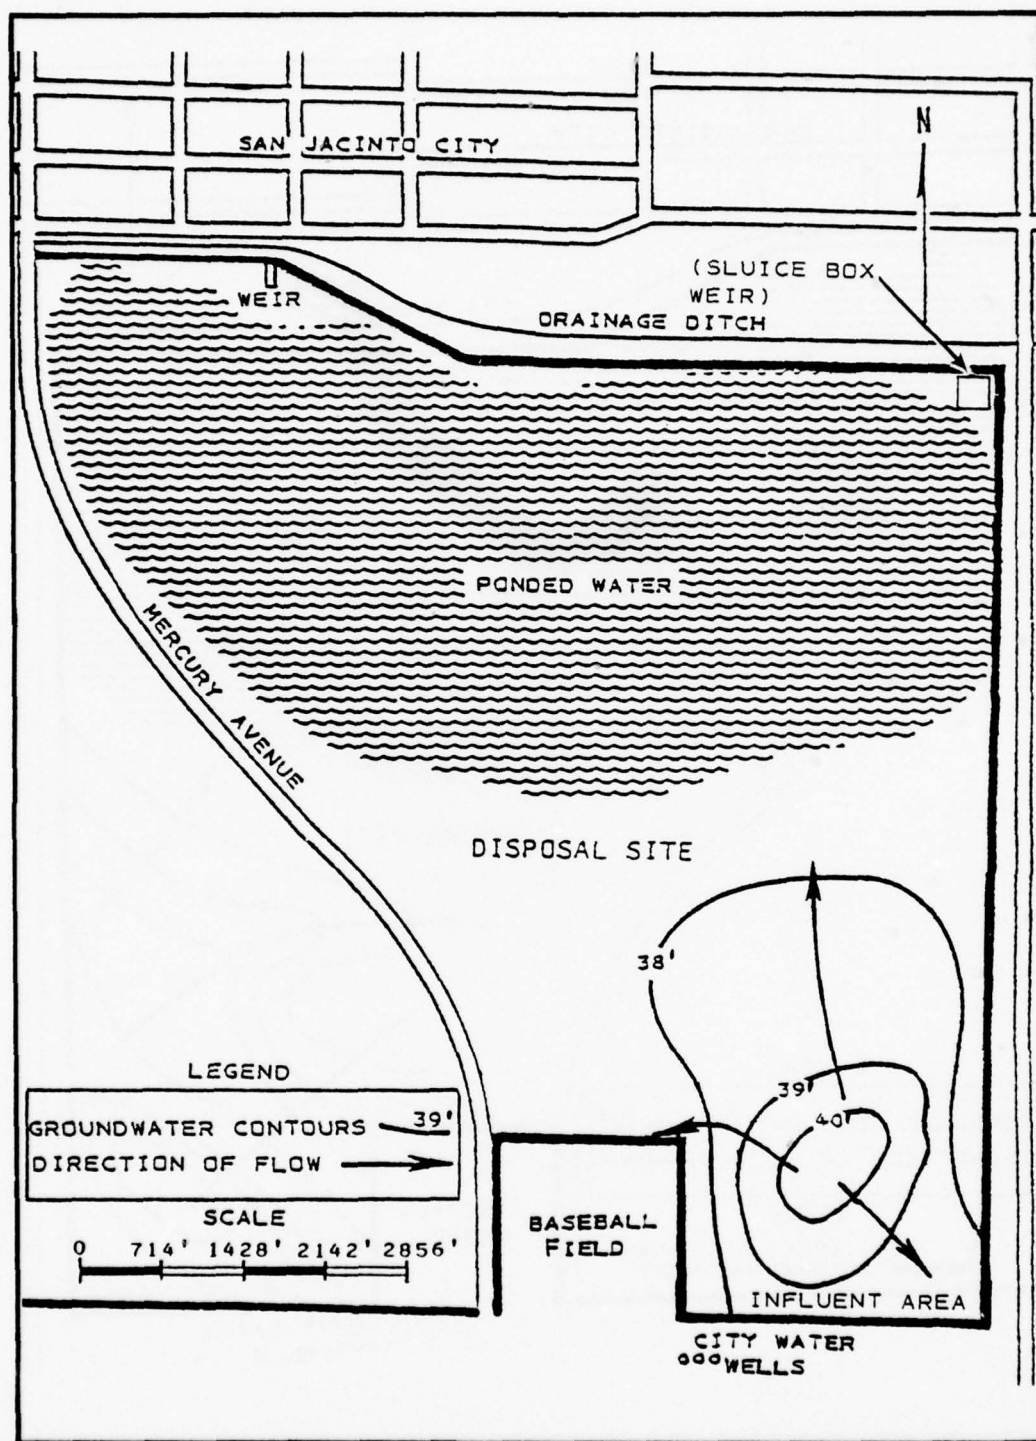 SAN JACINTO CITY
N
(SLUICE BOX
WEIR)
WEIR
DRAINAGE DITCH
PONDED WATER
MERCURY AVENUE
DISPOSAL SITE
38'
39'
40'
LEGEND
GROUNDWATER CONTOURS 39'
DIRECTION OF FLOW
SCALE
0 714' 1428' 2142' 2856'
BASEBALL
FIELD
INFLUENT AREA
CITY WATER
WELLS